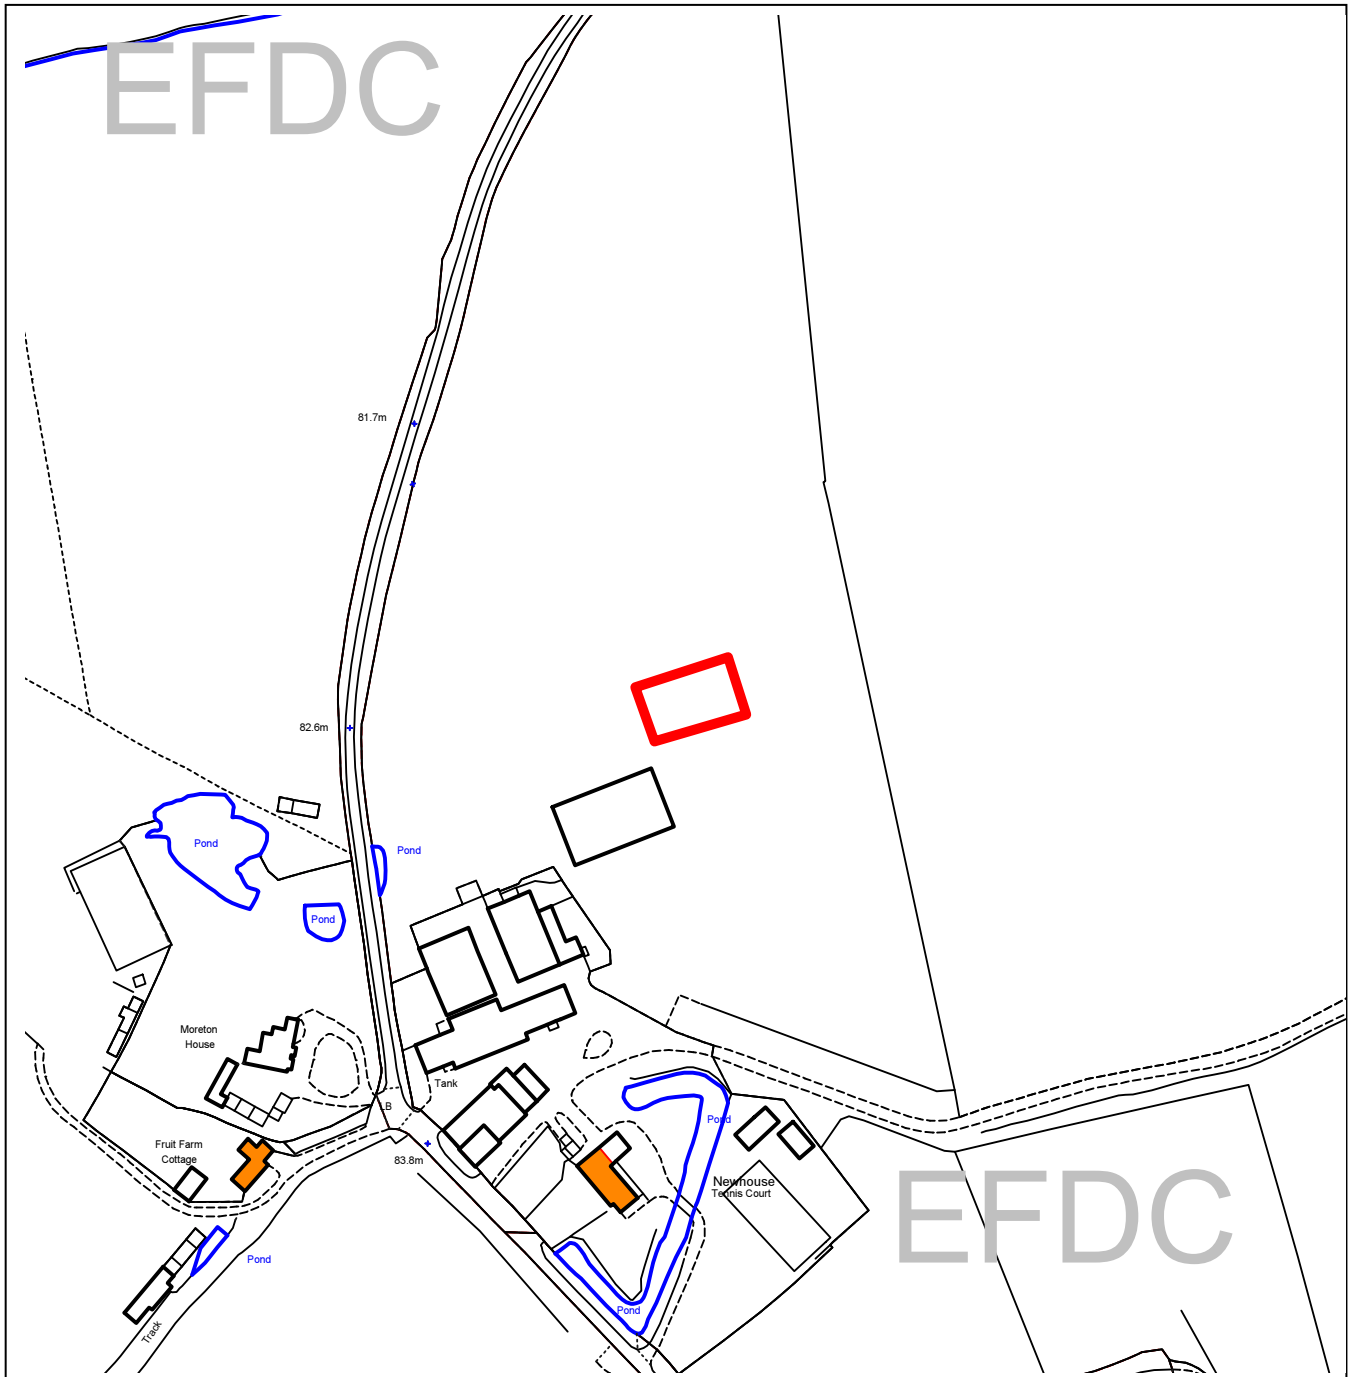 EFDC
81.7m
82.6m
Pond
Pond
Pond
Moreton
House
Tank
LB
Pond
Fruit Farm
Cottage
83.8m
Newhouse
Tennis Court
EFDC
Pond
Pond
Track